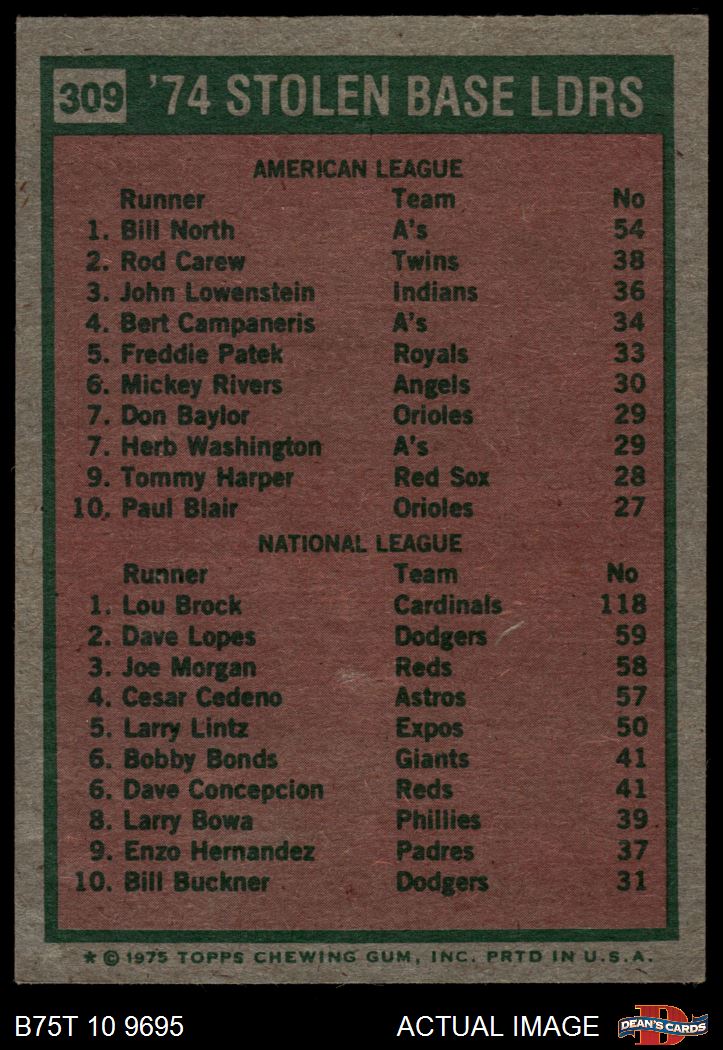 309 '74 STOLEN BASE LDRS
AMERICAN LEAGUE
Runner Team No
1. Bill North A's 54
2. Rod Carew Twins 38
3. John Lowenstein Indians 36
4. Bert Campaneris A's 34
5. Freddie Patek Royals 33
6. Mickey Rivers Angels 30
7. Don Baylor Orioles 29
7. Herb Washington A's 29
9. Tommy Harper Red Sox 28
10. Paul Blair Orioles 27
NATIONAL LEAGUE
Runner Team No
1. Lou Brock Cardinals 118
2. Dave Lopes Dodgers 59
3. Joe Morgan Reds 58
4. Cesar Cedeno Astros 57
5. Larry Lintz Expos 50
6. Bobby Bonds Giants 41
6. Dave Concepcion Reds 41
8. Larry Bowa Phillies 39
9. Enzo Hernandez Padres 37
10. Bill Buckner Dodgers 31
* © 1975 TOPPS CHEWING GUM, INC. PRTD IN U.S.A.
B75T 10 9695 ACTUAL IMAGE D DEAN'S CARDS